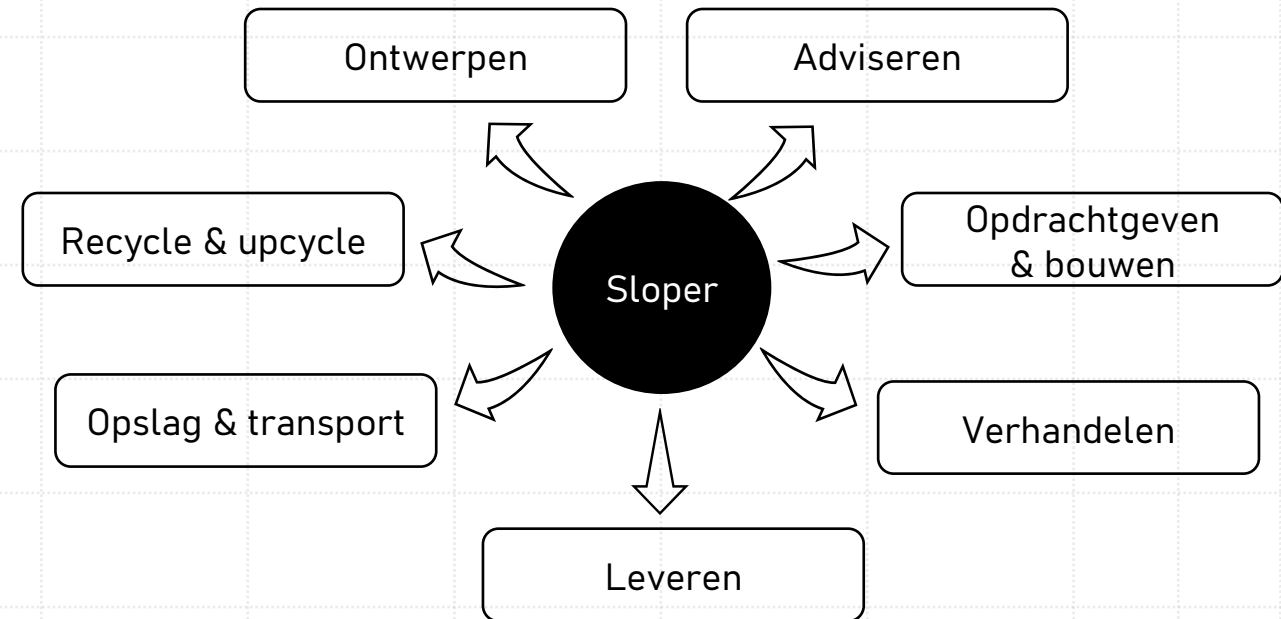 Ontwerpen
Adviseren
Recycle & upcycle
Opdrachtgeven
& bouwen
Sloper
Opslag & transport
Verhandelen
Leveren